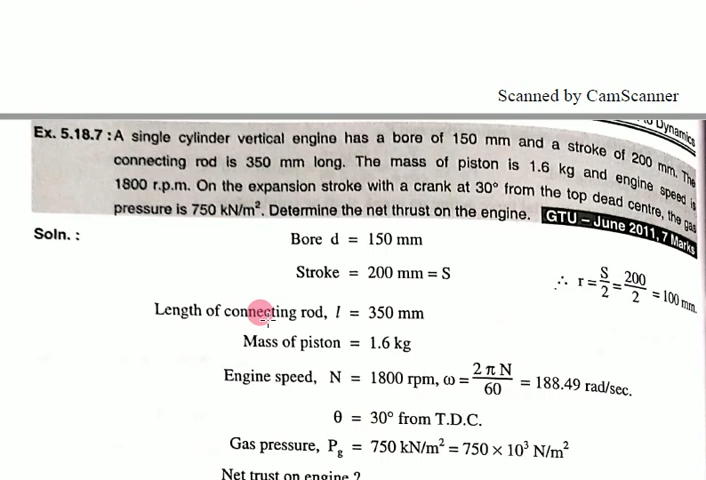 Scanned by CamScanner
to Dynamics
Ex. 5.18.7 : A single cylinder vertical engine has a bore of 150 mm and a stroke of 200 mm. The
connecting rod is 350 mm long. The mass of piston is 1.6 kg and engine speed is
1800 r.p.m. On the expansion stroke with a crank at 30° from the top dead centre, the gas
pressure is 750 kN/m². Determine the net thrust on the engine. GTU – June 2011, 7 Marks
Soln. :
Bore d = 150 mm
Stroke = 200 mm = S
∴ r = S/2 = 200/2 = 100 mm.
Length of connecting rod, l = 350 mm
Mass of piston = 1.6 kg
Engine speed, N = 1800 rpm, ω = 2 π N/60 = 188.49 rad/sec.
θ = 30° from T.D.C.
Gas pressure, P_g = 750 kN/m² = 750 × 10³ N/m²
Net trust on engine ?